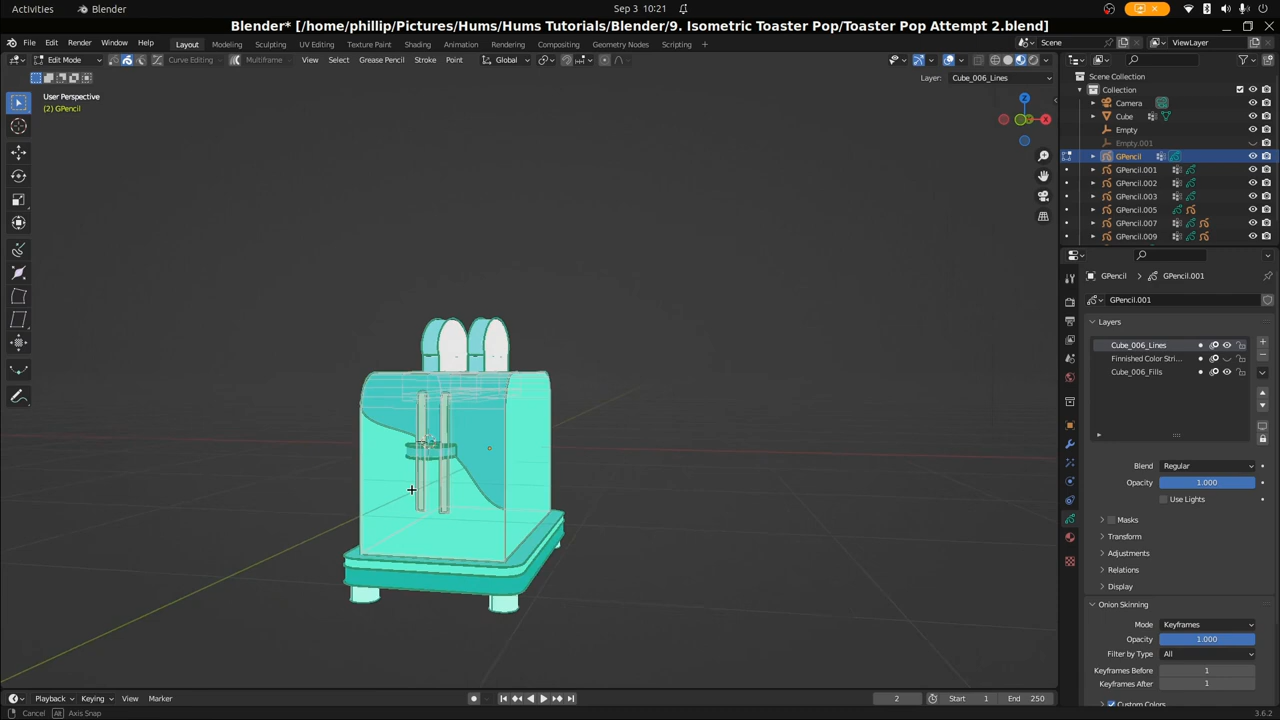 Activities Blender Sep 3 10:21
Blender* [/home/phillip/Pictures/Hums/Hums Tutorials/Blender/9. Isometric Toaster Pop/Toaster Pop Attempt 2.blend]
File Edit Render Window Help Layout Modeling Sculpting UV Editing Texture Paint Shading Animation Rendering Compositing Geometry Nodes Scripting + Scene ViewLayer
Edit Mode Curve Editing Multiframe View Select Grease Pencil Stroke Point Global
Layer: Cube_006_Lines
User Perspective
(2) GPencil
Z
X
Scene Collection
Collection
Camera
Cube
Empty
Empty.001
GPencil
GPencil.001
GPencil.002
GPencil.003
GPencil.005
GPencil.007
GPencil.009
GPencil GPencil.001
GPencil.001
Layers
Cube_006_Lines
Finnished Color Stri...
Cube_006_Fills
Blend Regular
Opacity 1.000
Use Lights
Masks
Transform
Adjustments
Relations
Display
Onion Skinning
Mode Keyframes
Opacity 1.000
Filter by Type All
Keyframes Before 1
Keyframes After 1
Custom Colors
Playback Keying View Marker 2 Start 1 End 250
Cancel Alt Axis Snap 3.6.2